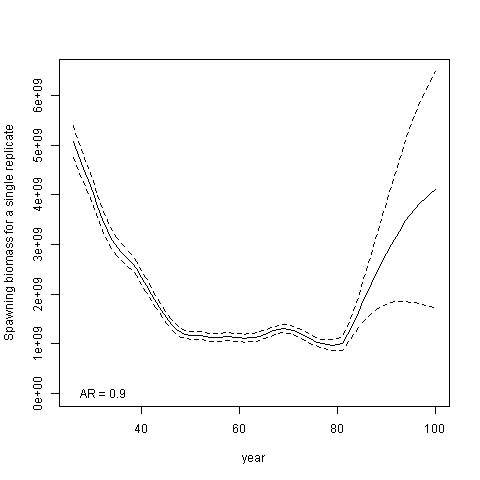 Spawning biomass for a single replicate
6e+09
5e+09
4e+09
3e+09
2e+09
1e+09
0e+00
AR = 0.9
40 60 80 100
year